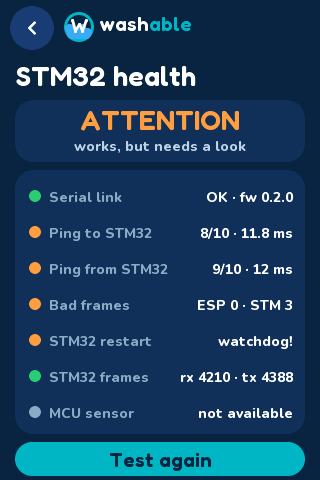 washable
STM32 health
ATTENTION
works, but needs a look
Serial link OK · fw 0.2.0
Ping to STM32 8/10 · 11.8 ms
Ping from STM32 9/10 · 12 ms
Bad frames ESP 0 · STM 3
STM32 restart watchdog!
STM32 frames rx 4210 · tx 4388
MCU sensor not available
Test again